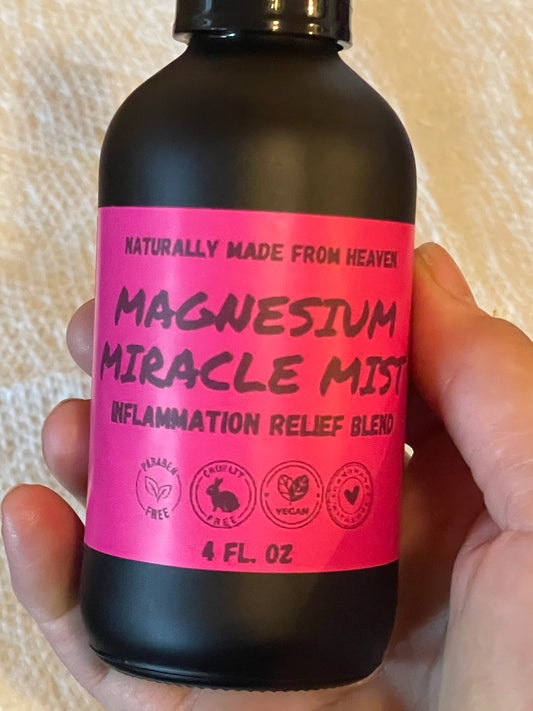 NATURALLY MADE FROM HEAVEN
MAGNESIUM
MIRACLE MIST
INFLAMMATION RELIEF BLEND
PARABEN
FREE
CRUELTY
FREE
VEGAN
4 FL. OZ